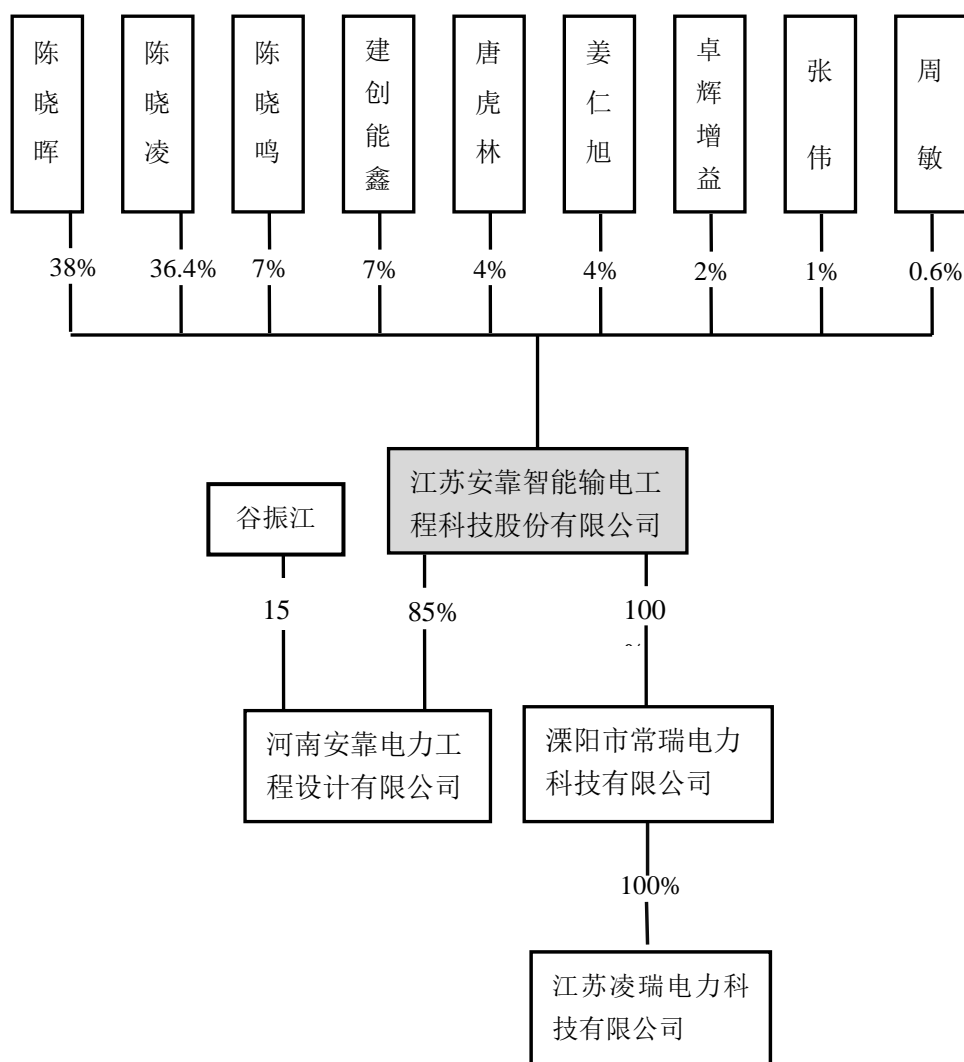 陈晓晖
陈晓凌
陈晓鸣
建创能鑫
唐虎林
姜仁旭
卓辉增益
张伟
周敏
38%
36.4%
7%
7%
4%
4%
2%
1%
0.6%
江苏安靠智能输电工
程科技股份有限公司
谷振江
15
85%
100
%
河南安靠电力工
程设计有限公司
溧阳市常瑞电力
科技有限公司
100%
江苏凌瑞电力科
技有限公司